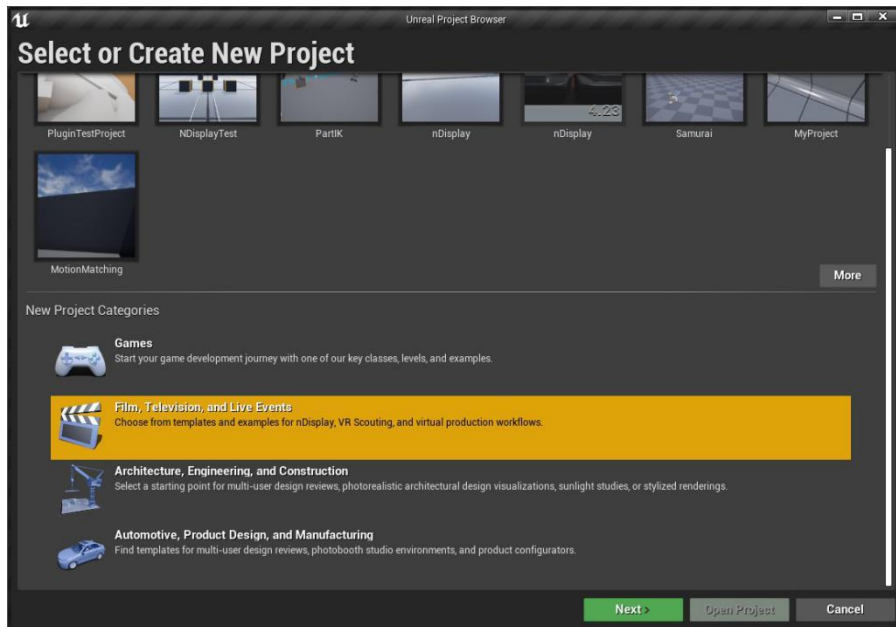 Unreal Project Browser
Select or Create New Project
4.23
PluginTestProject
NDisplayTest
PartIK
nDisplay
nDisplay
Samurai
MyProject
MotionMatching
More
New Project Categories
Games
Start your game development journey with one of our key classes, levels, and examples.
Film, Television, and Live Events
Choose from templates and examples for nDisplay, VR Scouting, and virtual production workflows.
Architecture, Engineering, and Construction
Select a starting point for multi-user design reviews, photorealistic architectural design visualizations, sunlight studies, or stylized renderings.
Automotive, Product Design, and Manufacturing
Find templates for multi-user design reviews, photobooth studio environments, and product configurators.
Next >
Open Project
Cancel